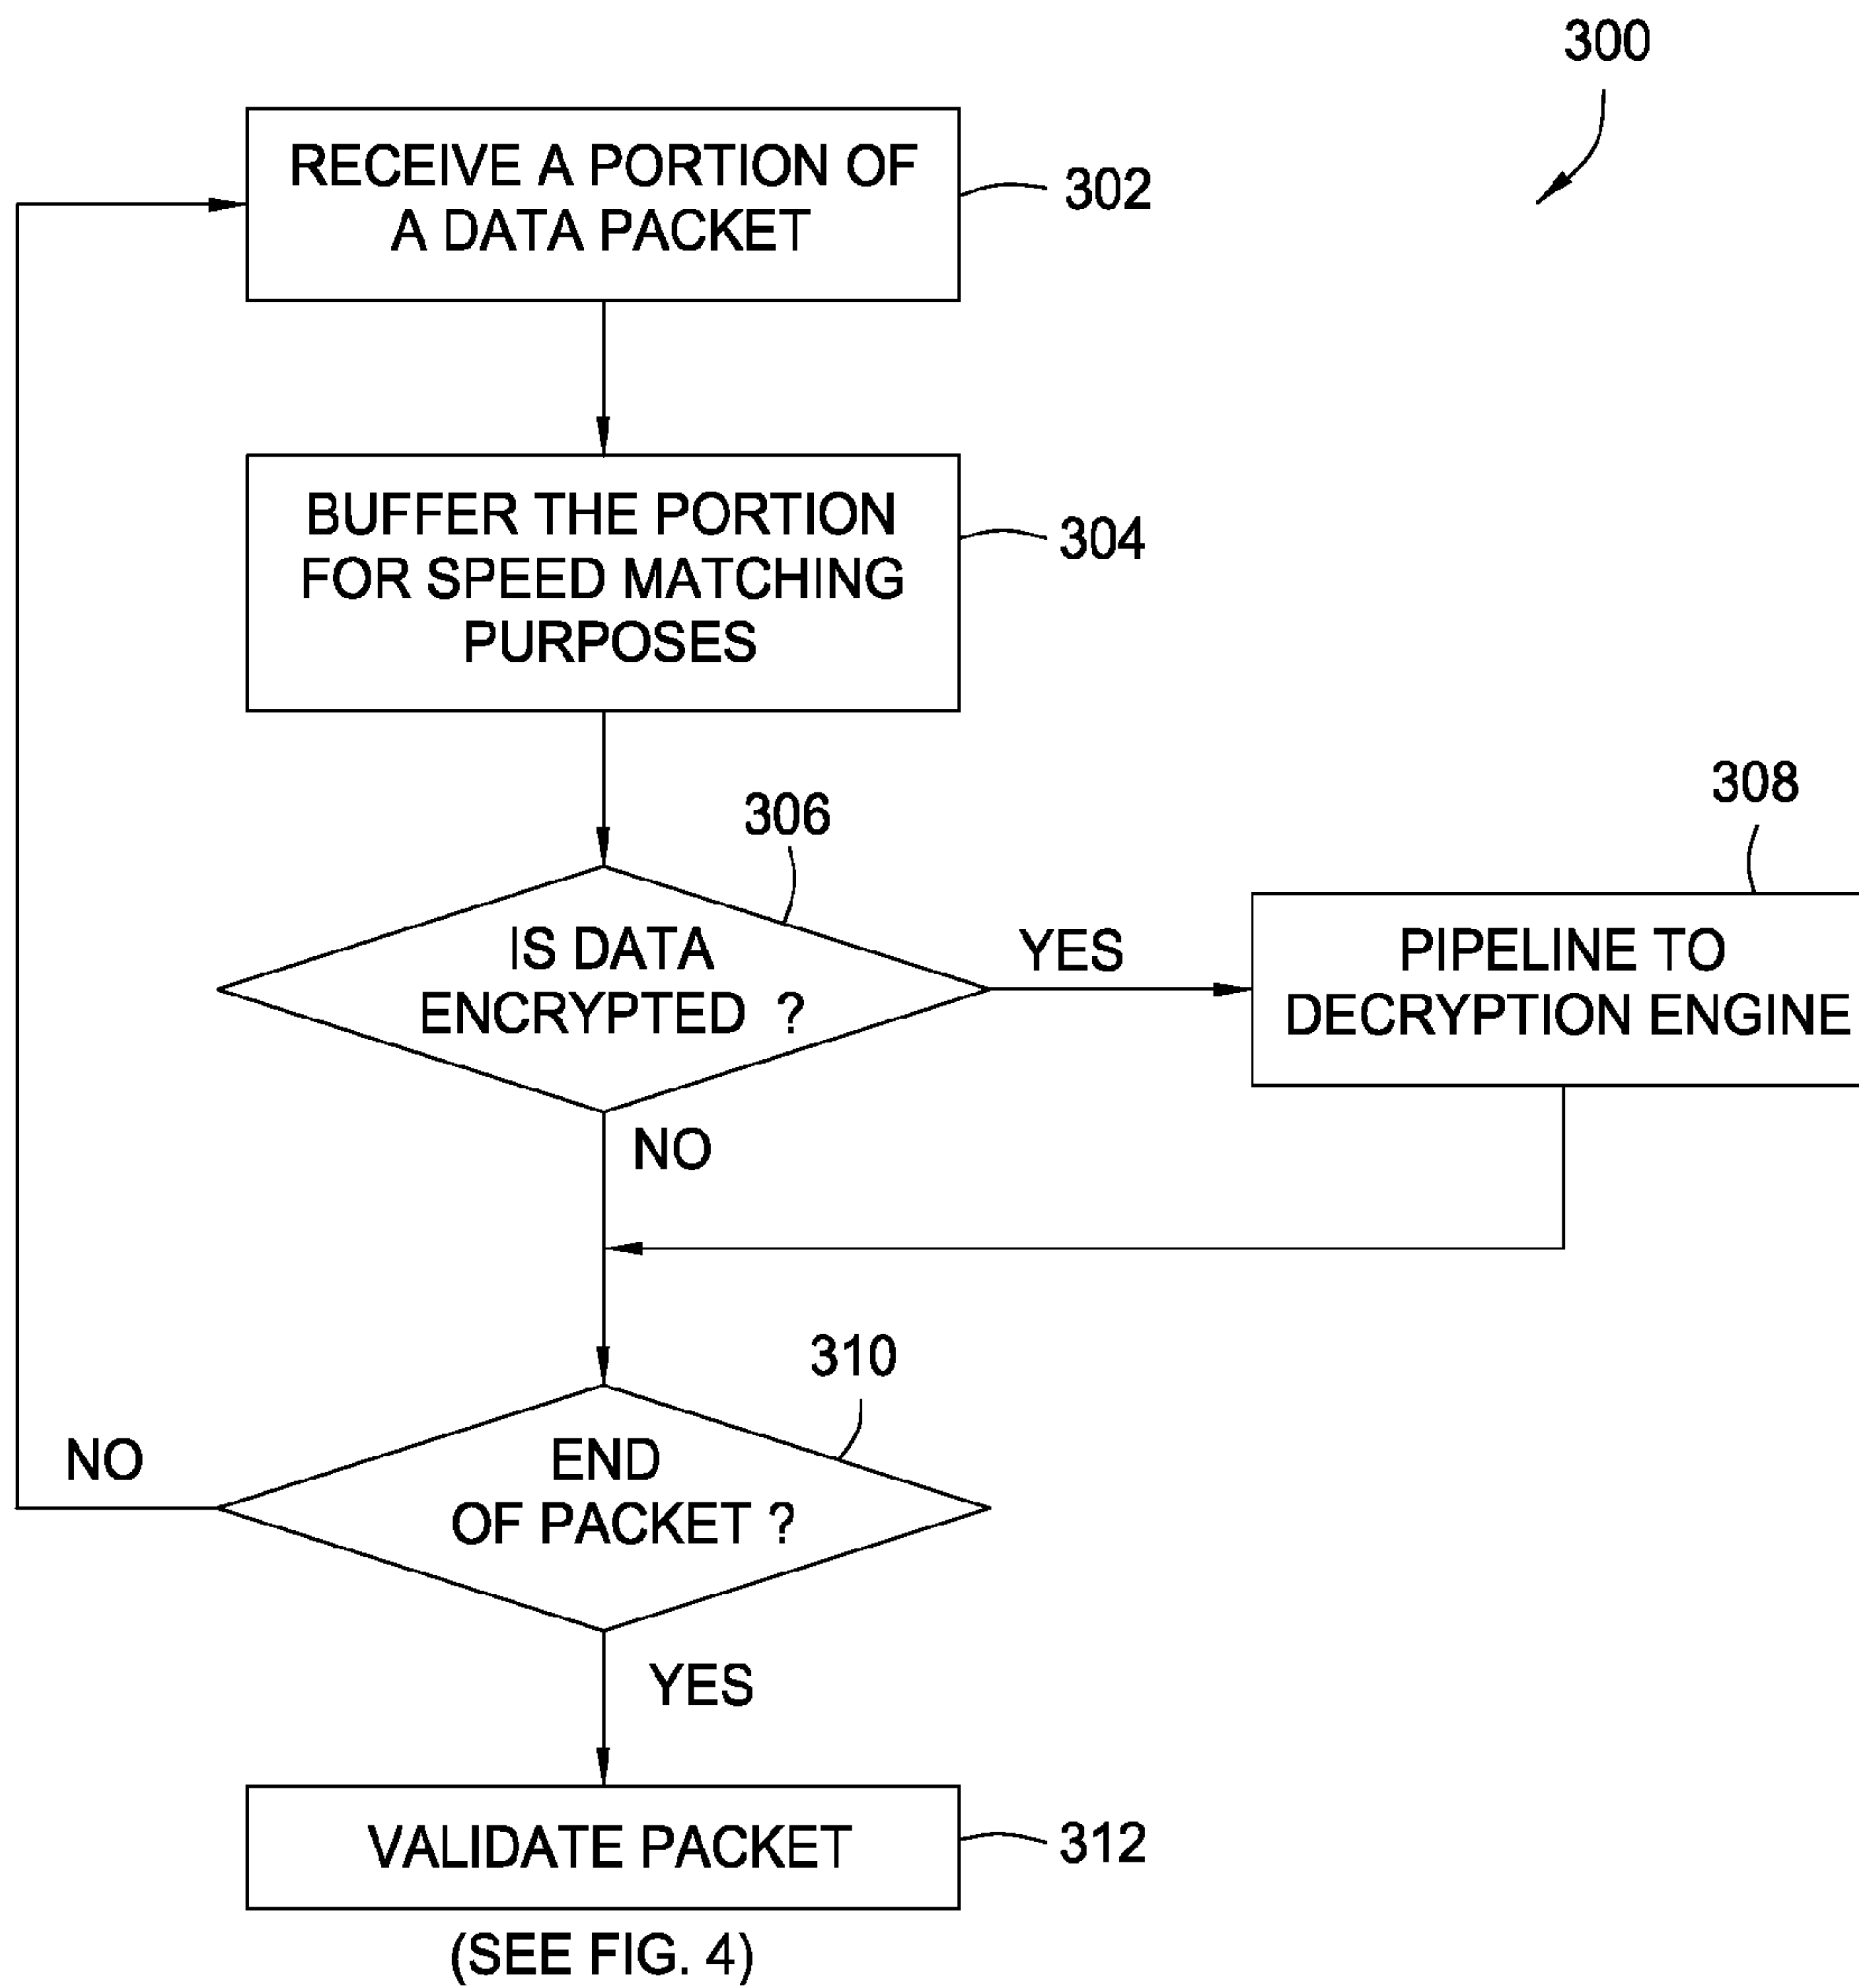 300
RECEIVE A PORTION OF
A DATA PACKET
302
BUFFER THE PORTION
FOR SPEED MATCHING
PURPOSES
304
306
308
IS DATA
ENCRYPTED ?
YES
PIPELINE TO
DECRYPTION ENGINE
NO
310
NO
END
OF PACKET ?
YES
VALIDATE PACKET
312
(SEE FIG. 4)